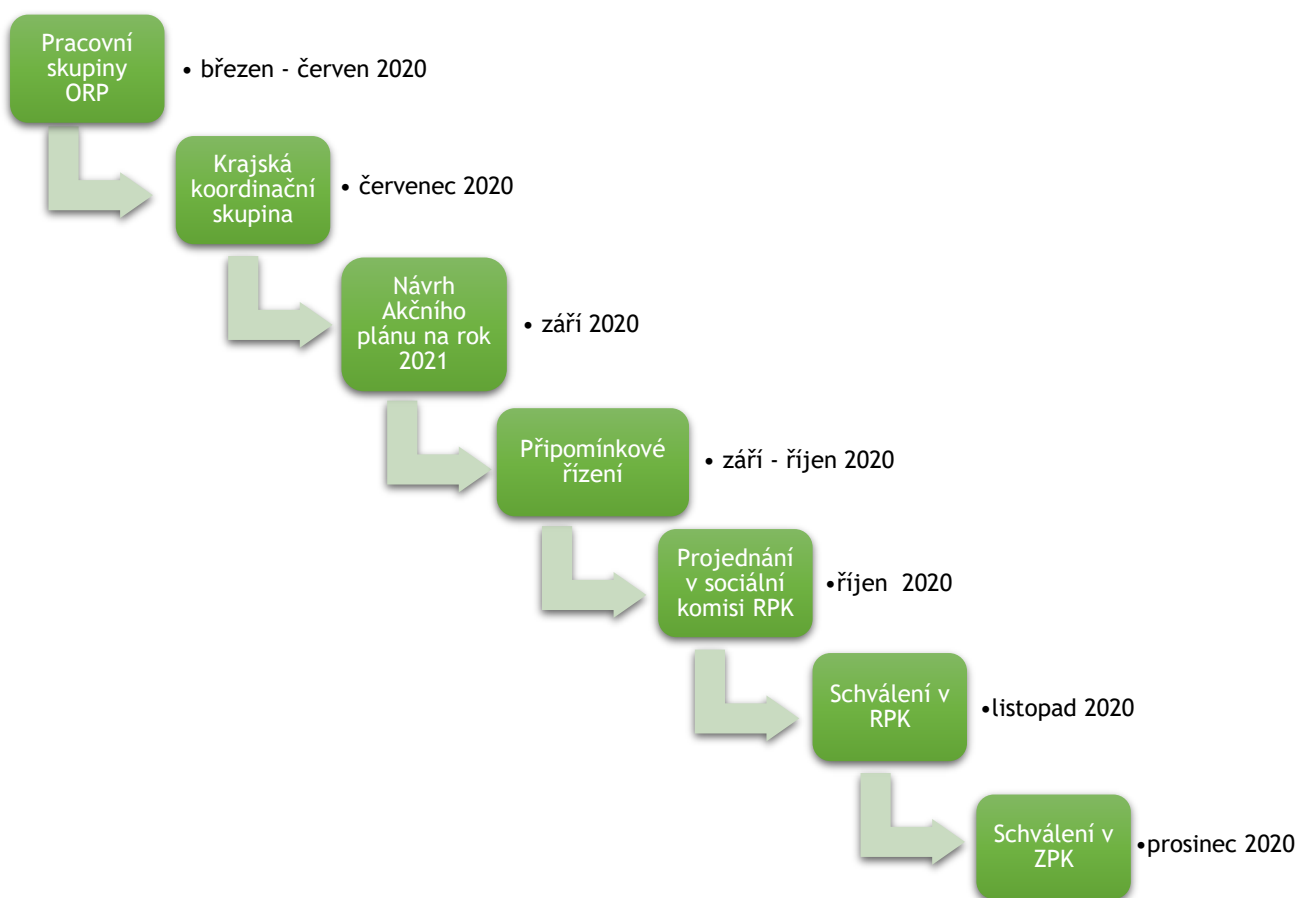 Pracovní
skupiny
ORP
• březen - červen 2020
Krajská
koordinační
skupina
• červenec 2020
Návrh
Akčního
plánu na rok
2021
• září 2020
Připomínkové
řízení
• září - říjen 2020
Projednání
v sociální
komisi RPK
•říjen  2020
Schválení v
RPK
•listopad 2020
Schválení v
ZPK
•prosinec 2020